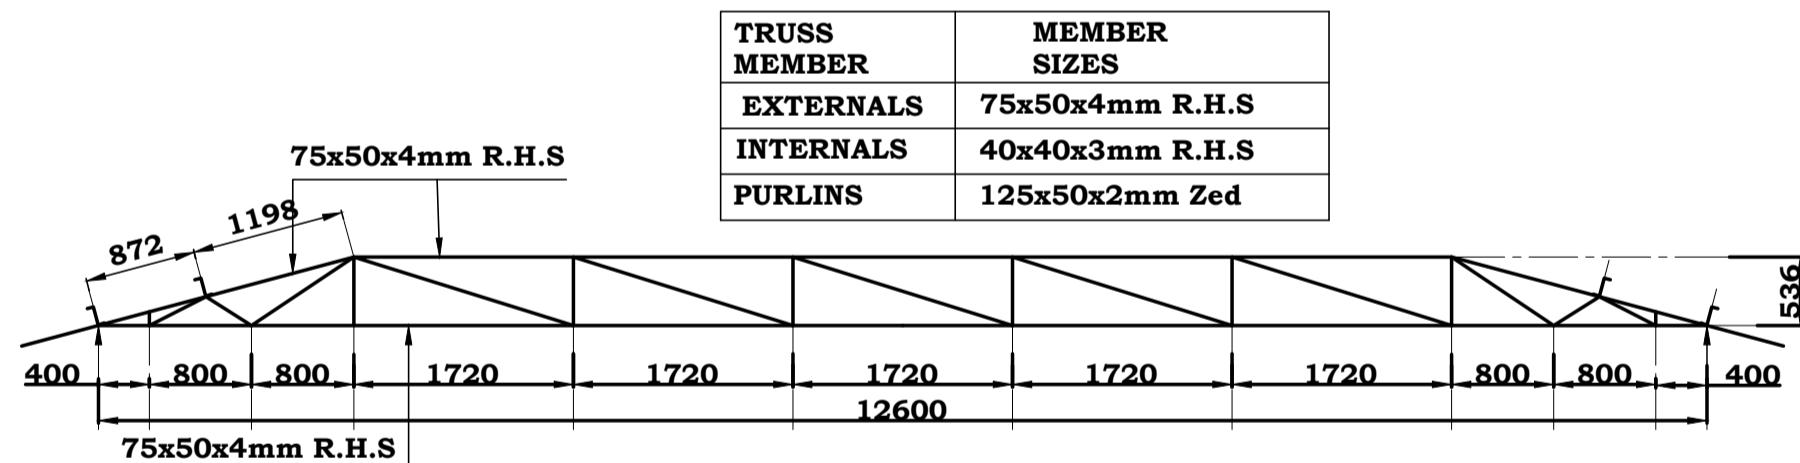 TRUSS MEMBER
MEMBER SIZES
EXTERNALS 75x50x4mm R.H.S
INTERNALS 40x40x3mm R.H.S
PURLINS 125x50x2mm Zed
75x50x4mm R.H.S
872 1198
536
400 800 800 1720 1720 1720 1720 1720 800 800 400
12600
75x50x4mm R.H.S